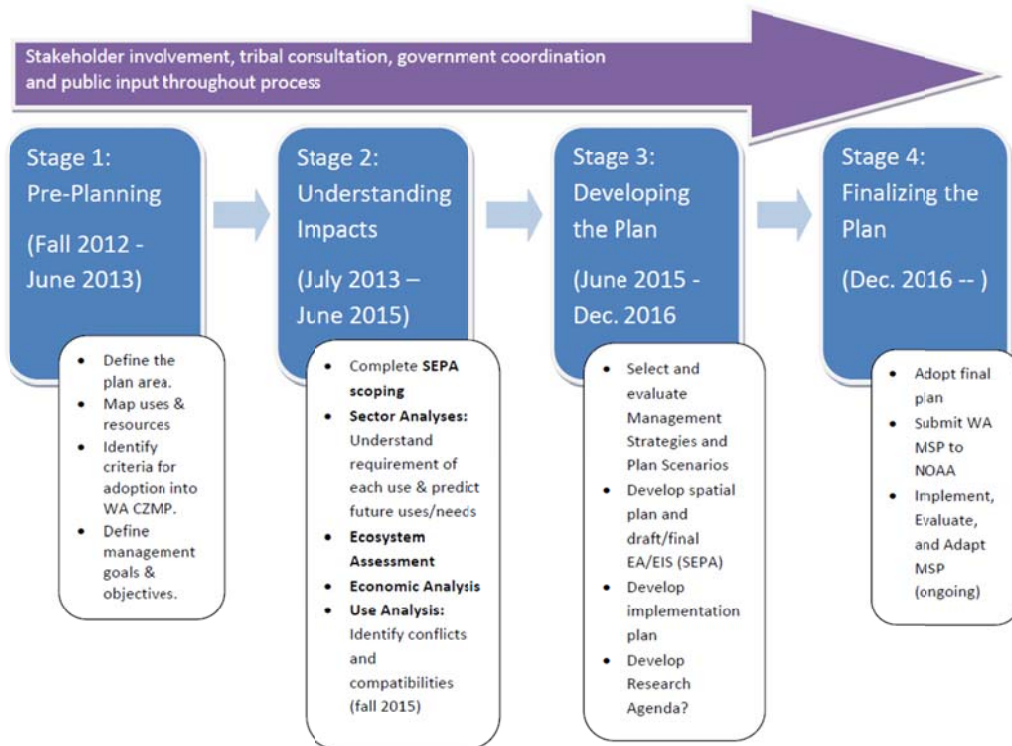 Stakeholder involvement, tribal consultation, government coordination
and public input throughout process
Stage 1:
Pre-Planning
(Fall 2012 -
June 2013)
• Define the
plan area.
• Map uses &
resources
• Identify
criteria for
adoption into
WA CZMP.
• Define
management
goals &
objectives.
Stage 2:
Understanding
Impacts
(July 2013 –
June 2015)
• Complete SEPA
scoping
• Sector Analyses:
Understand
requirement of
each use & predict
future uses/needs
• Ecosystem
Assessment
• Economic Analysis
• Use Analysis:
Identify conflicts
and
compatibilities
(fall 2015)
Stage 3:
Developing
the Plan
(June 2015 -
Dec. 2016
• Select and
evaluate
Management
Strategies and
Plan Scenarios
• Develop spatial
plan and
draft/final
EA/EIS (SEPA)
• Develop
implementation
plan
• Develop
Research
Agenda?
Stage 4:
Finalizing the
Plan
(Dec. 2016 -- )
• Adopt final
plan
• Submit WA
MSP to
NOAA
• Implement,
Evaluate,
and Adapt
MSP
(ongoing)